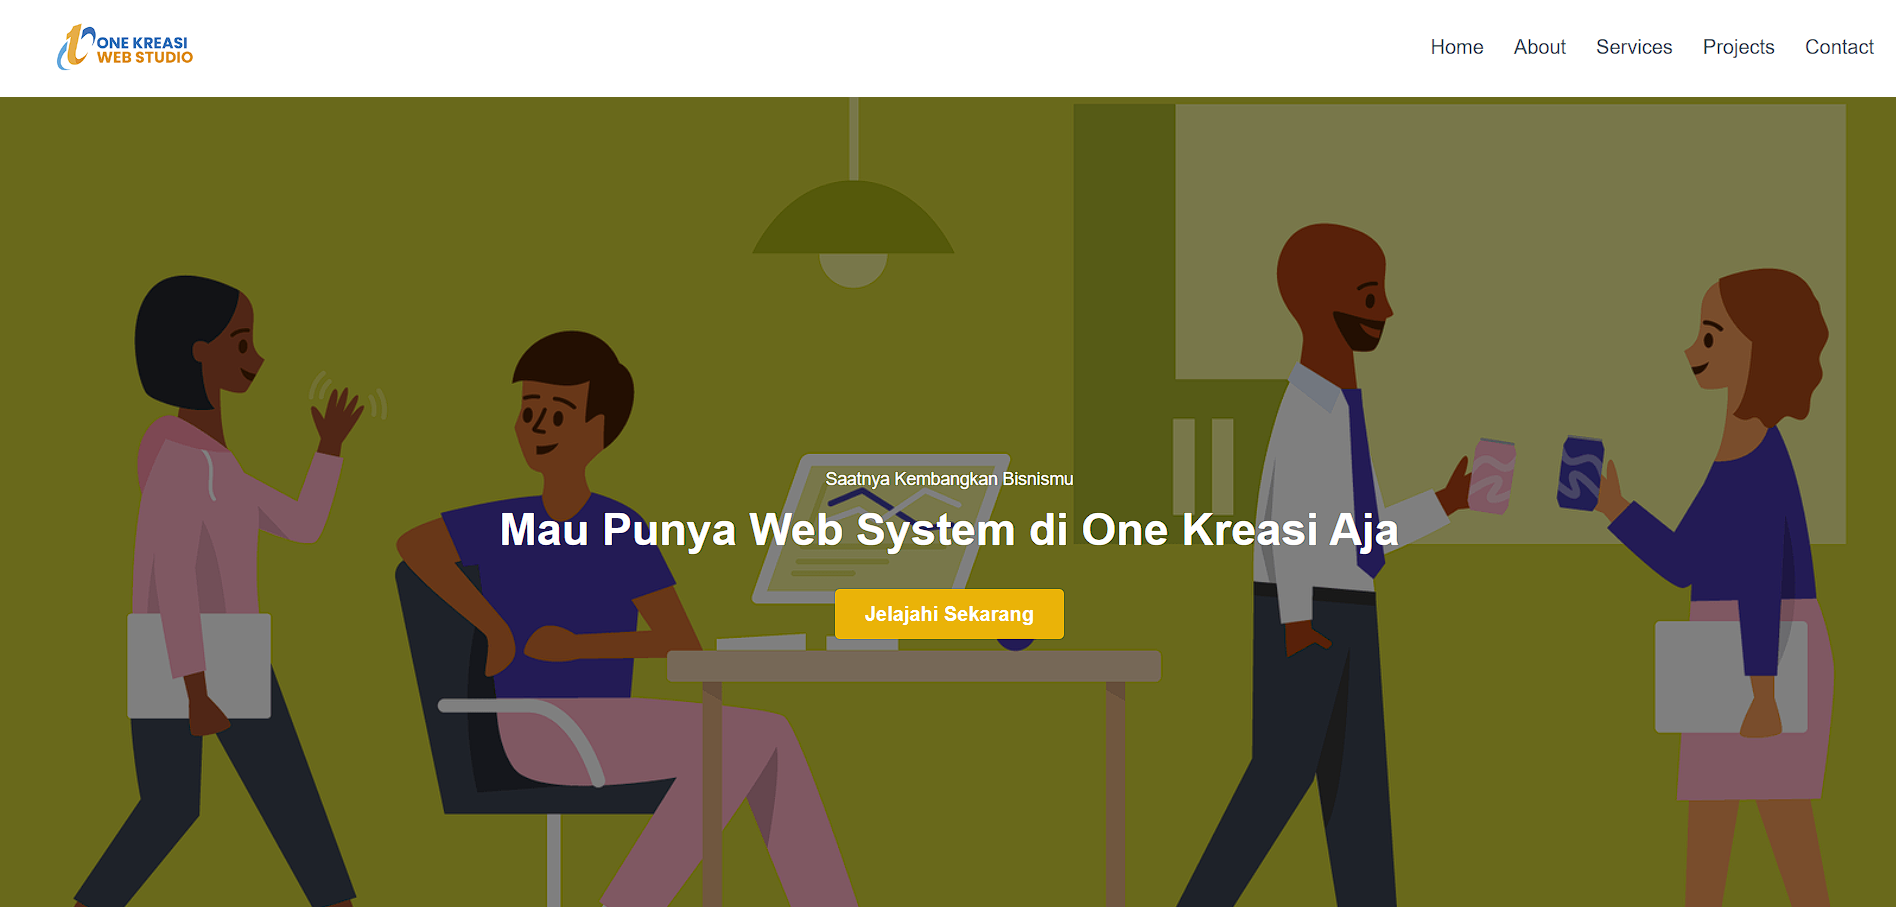 ONE KREASI
WEB STUDIO
Home About Services Projects Contact
Saatnya Kembangkan Bisnismu
Mau Punya Web System di One Kreasi Aja
Jelajahi Sekarang